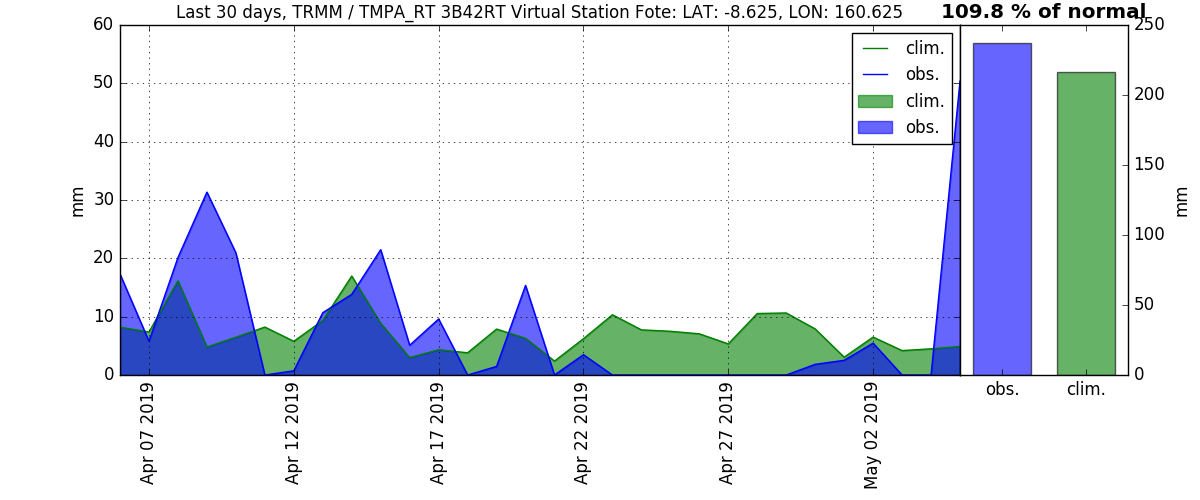 Last 30 days, TRMM / TMPA_RT 3B42RT Virtual Station Fote: LAT: -8.625, LON: 160.625
109.8 % of normal
60
50
40
30
20
10
0
mm
clim.
obs.
clim.
obs.
250
200
150
100
50
0
mm
obs.
clim.
Apr 07 2019
Apr 12 2019
Apr 17 2019
Apr 22 2019
Apr 27 2019
May 02 2019